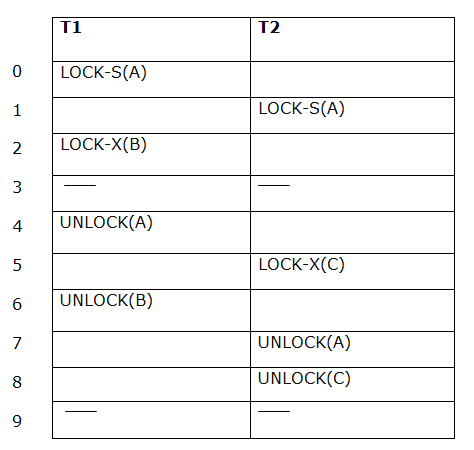 T1 T2
0 LOCK-S(A)
1 LOCK-S(A)
2 LOCK-X(B)
3 —— ——
4 UNLOCK(A)
5 LOCK-X(C)
6 UNLOCK(B)
7 UNLOCK(A)
8 UNLOCK(C)
9 —— ——